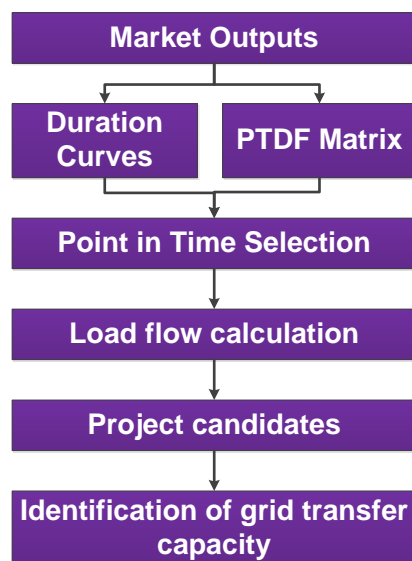 Market Outputs
Duration
Curves
PTDF Matrix
Point in Time Selection
Load flow calculation
Project candidates
Identification of grid transfer
capacity